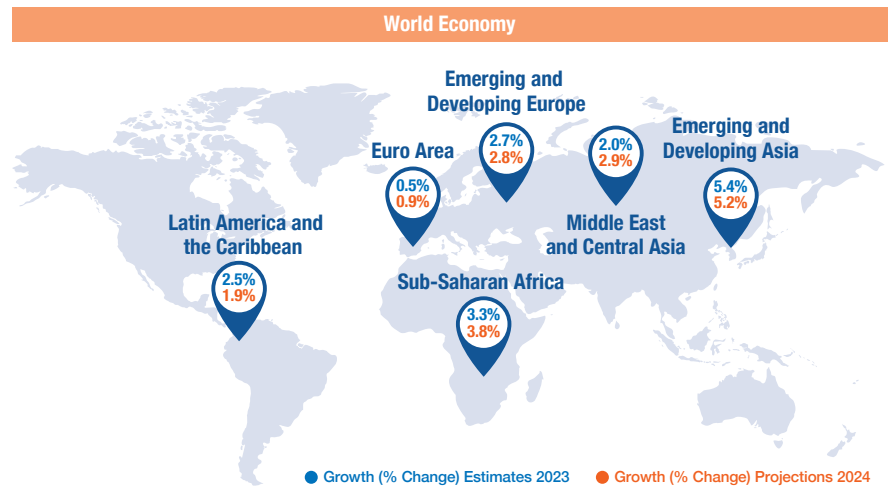 World Economy
Emerging and
Developing Europe
2.7%
2.8%
2.0%
2.9%
Emerging and
Developing Asia
5.4%
5.2%
Euro Area
0.5%
0.9%
Middle East
and Central Asia
Latin America and
the Caribbean
2.5%
1.9%
Sub-Saharan Africa
3.3%
3.8%
Growth (% Change) Estimates 2023
Growth (% Change) Projections 2024